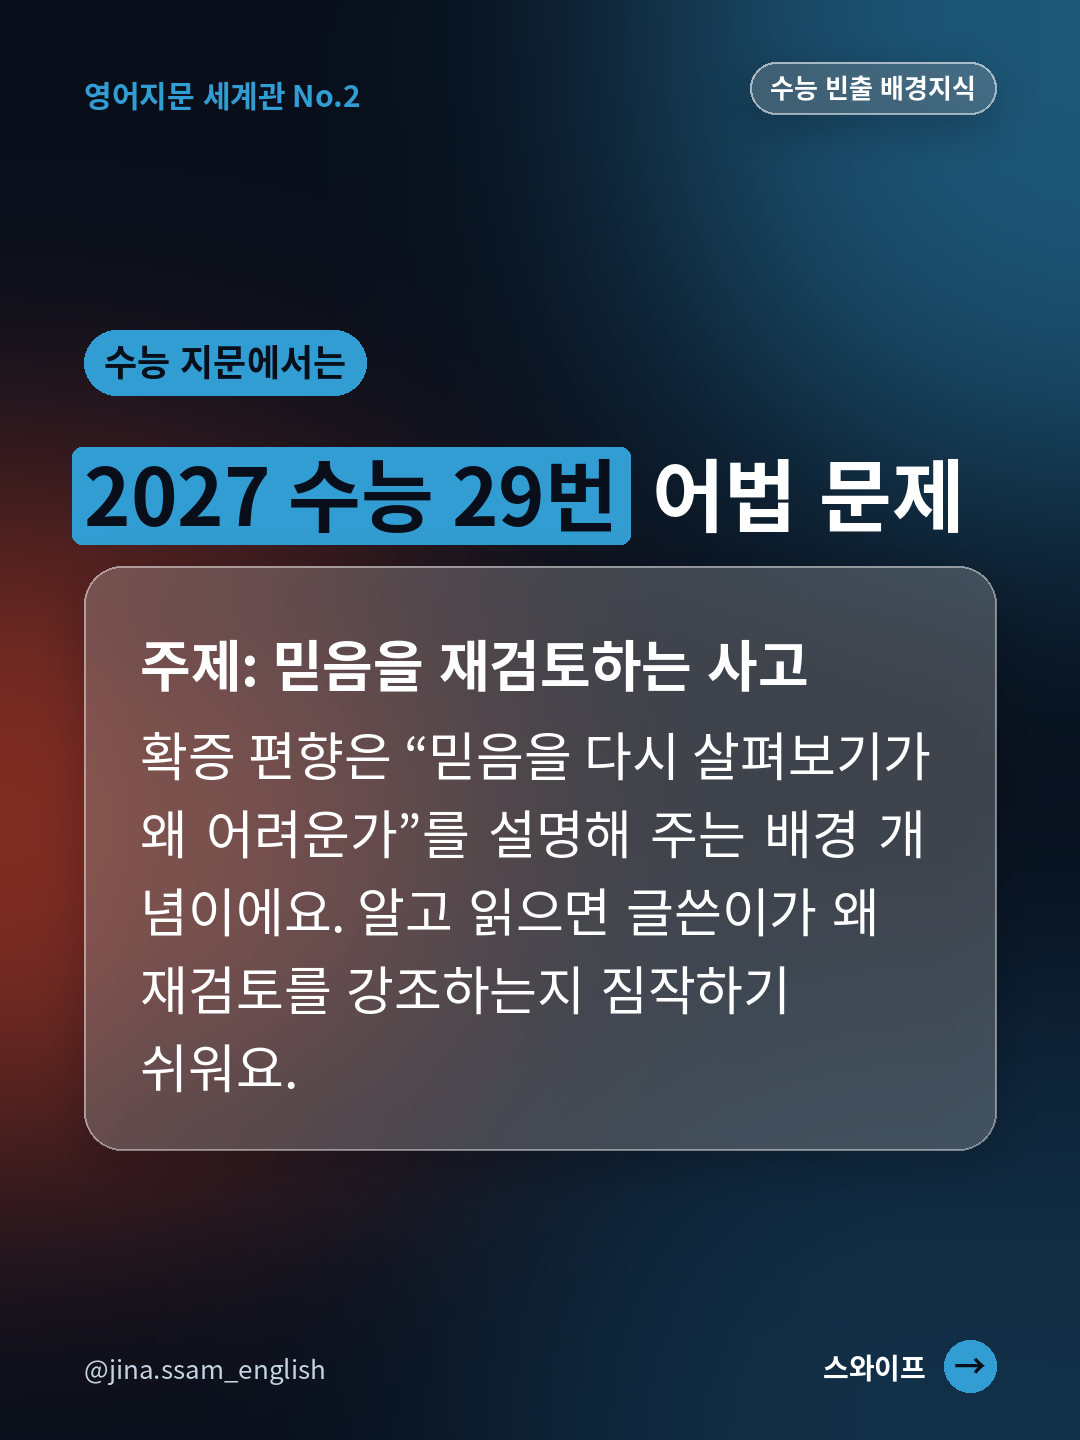 영어지문 세계관 No.2
수능 빈출 배경지식
수능 지문에서는
2027 수능 29번 어법 문제
주제: 믿음을 재검토하는 사고
확증 편향은 “믿음을 다시 살펴보기가
왜 어려운가”를 설명해 주는 배경 개
념이에요. 알고 읽으면 글쓴이가 왜
재검토를 강조하는지 짐작하기
쉬워요.
@jina.ssam_english
스와이프 →